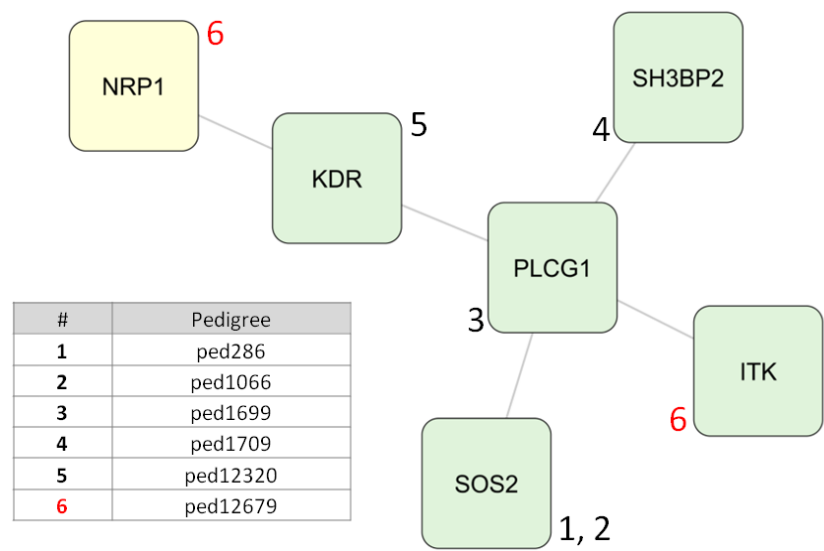 NRP1
6
SH3BP2
4
KDR
5
PLCG1
3
ITK
6
SOS2
1, 2
# Pedigree
1 ped286
2 ped1066
3 ped1699
4 ped1709
5 ped12320
6 ped12679